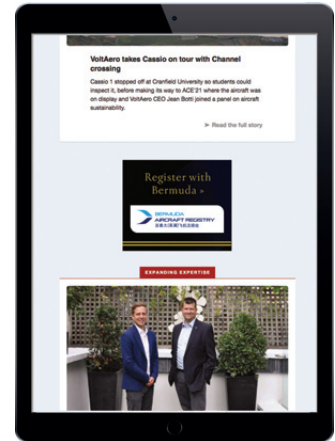 VoltAero takes Cassio on tour with Channel
crossing
Cassio 1 stopped off at Cranfield University so students could
inspect it, before making its way to ACE'21 where the aircraft was
on display and VoltAero CEO Jean Botti joined a panel on aircraft
sustainability.
➢ Read the full story
Register with
Bermuda »
BERMUDA
AIRCRAFT REGISTRY
EXPANDING EXPERTISE